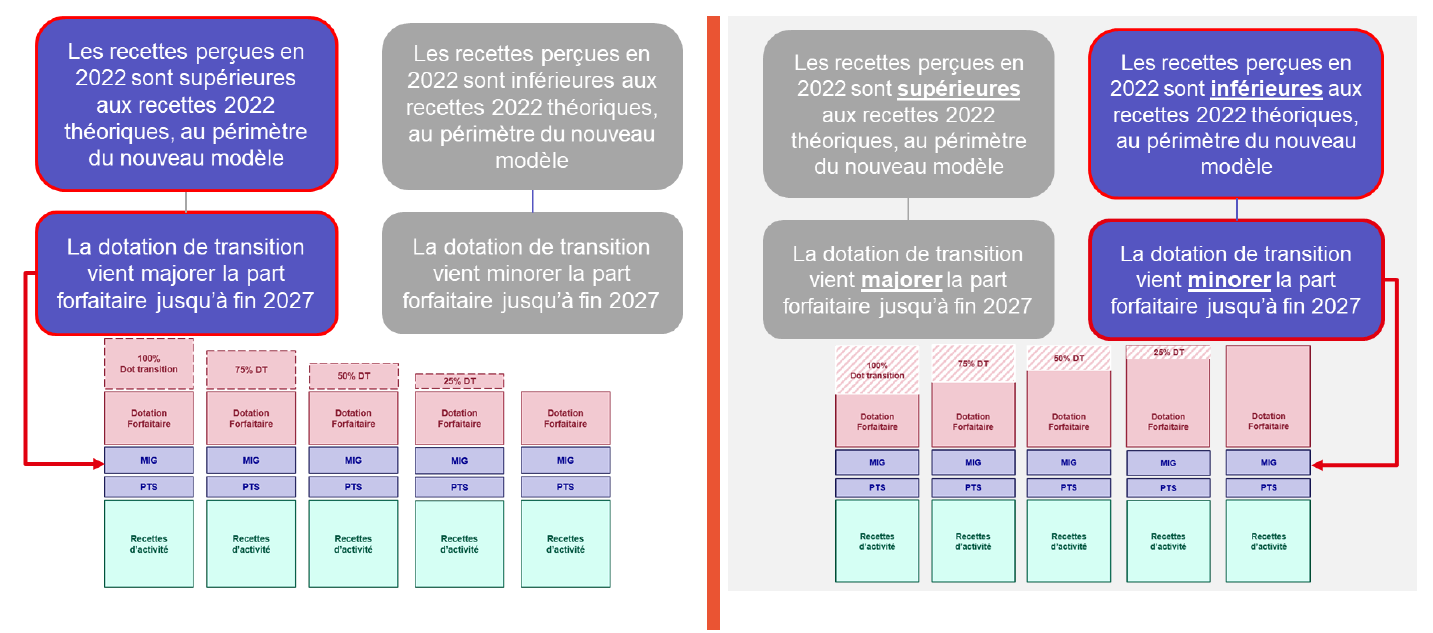 Les recettes perçues en
2022 sont supérieures
aux recettes 2022
théoriques, au périmètre
du nouveau modèle
Les recettes perçues en
2022 sont inférieures aux
recettes 2022 théoriques,
au périmètre du nouveau
modèle
La dotation de transition
vient majorer la part
forfaitaire jusqu'à fin 2027
La dotation de transition
vient minorer la part
forfaitaire jusqu'à fin 2027
100%
Dot transition
75% DT
50% DT
25% DT
Dotation
Forfaitaire
Dotation
Forfaitaire
Dotation
Forfaitaire
Dotation
Forfaitaire
Dotation
Forfaitaire
MIG
MIG
MIG
MIG
MIG
PTS
PTS
PTS
PTS
PTS
Recettes
d'activité
Recettes
d'activité
Recettes
d'activité
Recettes
d'activité
Recettes
d'activité
Les recettes perçues en
2022 sont supérieures
aux recettes 2022
théoriques, au périmètre
du nouveau modèle
Les recettes perçues en
2022 sont inférieures aux
recettes 2022 théoriques,
au périmètre du nouveau
modèle
La dotation de transition
vient majorer la part
forfaitaire jusqu'à fin 2027
La dotation de transition
vient minorer la part
forfaitaire jusqu'à fin 2027
100%
Dot transition
75% DT
50% DT
25% DT
Dotation
Forfaitaire
Dotation
Forfaitaire
Dotation
Forfaitaire
Dotation
Forfaitaire
Dotation
Forfaitaire
MIG
MIG
MIG
MIG
MIG
PTS
PTS
PTS
PTS
PTS
Recettes
d'activité
Recettes
d'activité
Recettes
d'activité
Recettes
d'activité
Recettes
d'activité